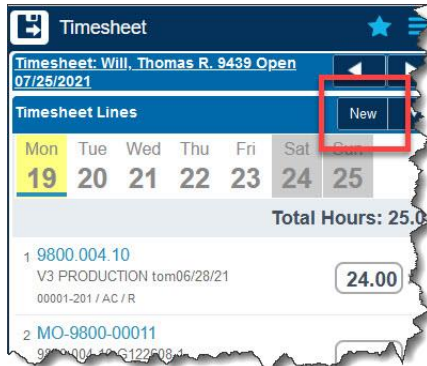 Timesheet
Timesheet: Will, Thomas R. 9439 Open
07/25/2021
Timesheet Lines
New
Mon Tue Wed Thu Fri Sat Sun
19 20 21 22 23 24 25
Total Hours: 25.0
1 9800.004.10
V3 PRODUCTION tom06/28/21
24.00
00001-201 / AC / R
2 MO-9800-00011